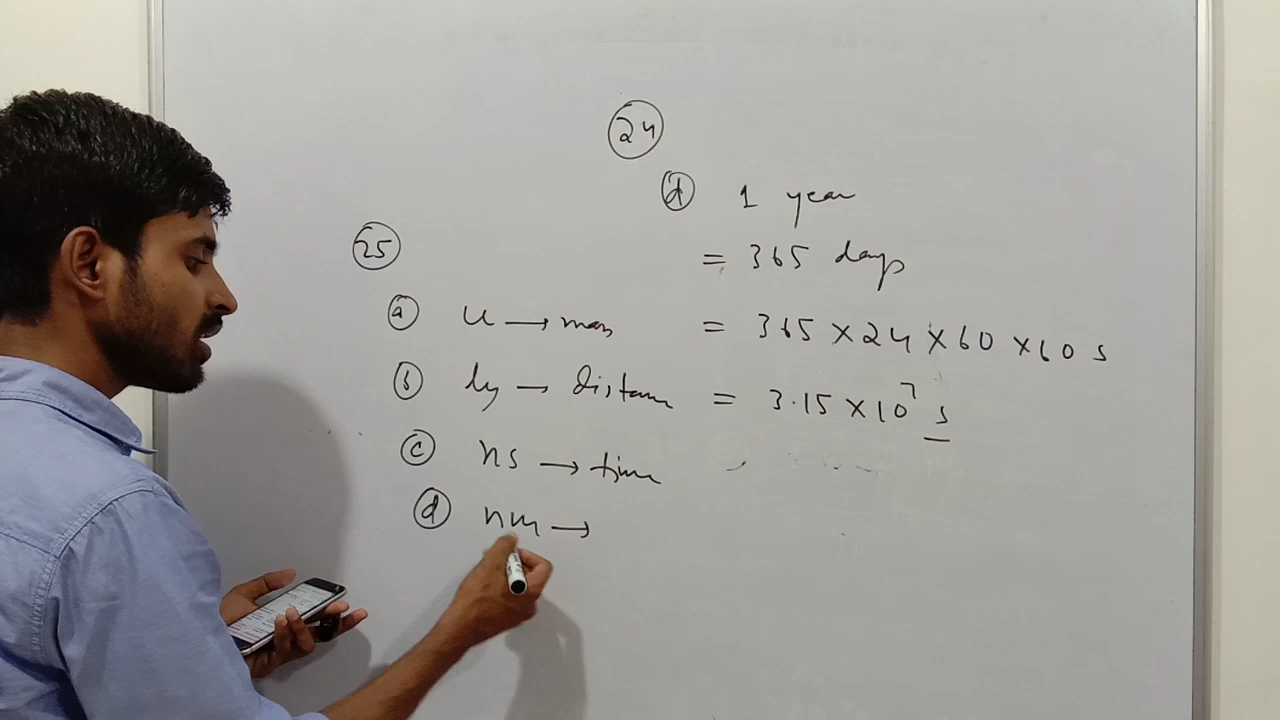 24
d 1 year
= 365 days
= 365 × 24 × 60 × 60 s
= 3.15 × 10⁷ s
25
a u → mass
b ly → distance
c ns → time
d nm →